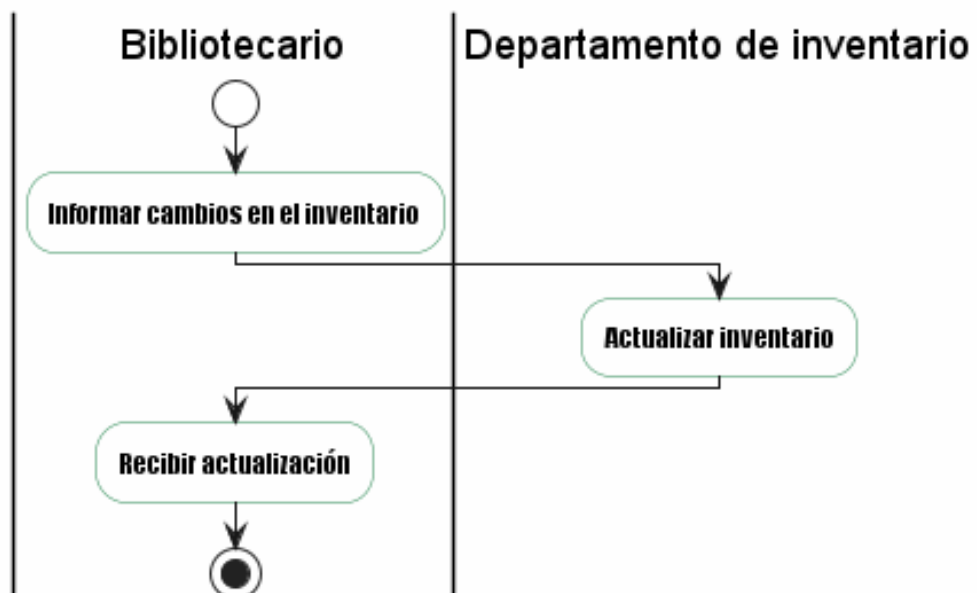 Bibliotecario
Departamento de inventario
Informar cambios en el inventario
Actualizar inventario
Recibir actualización